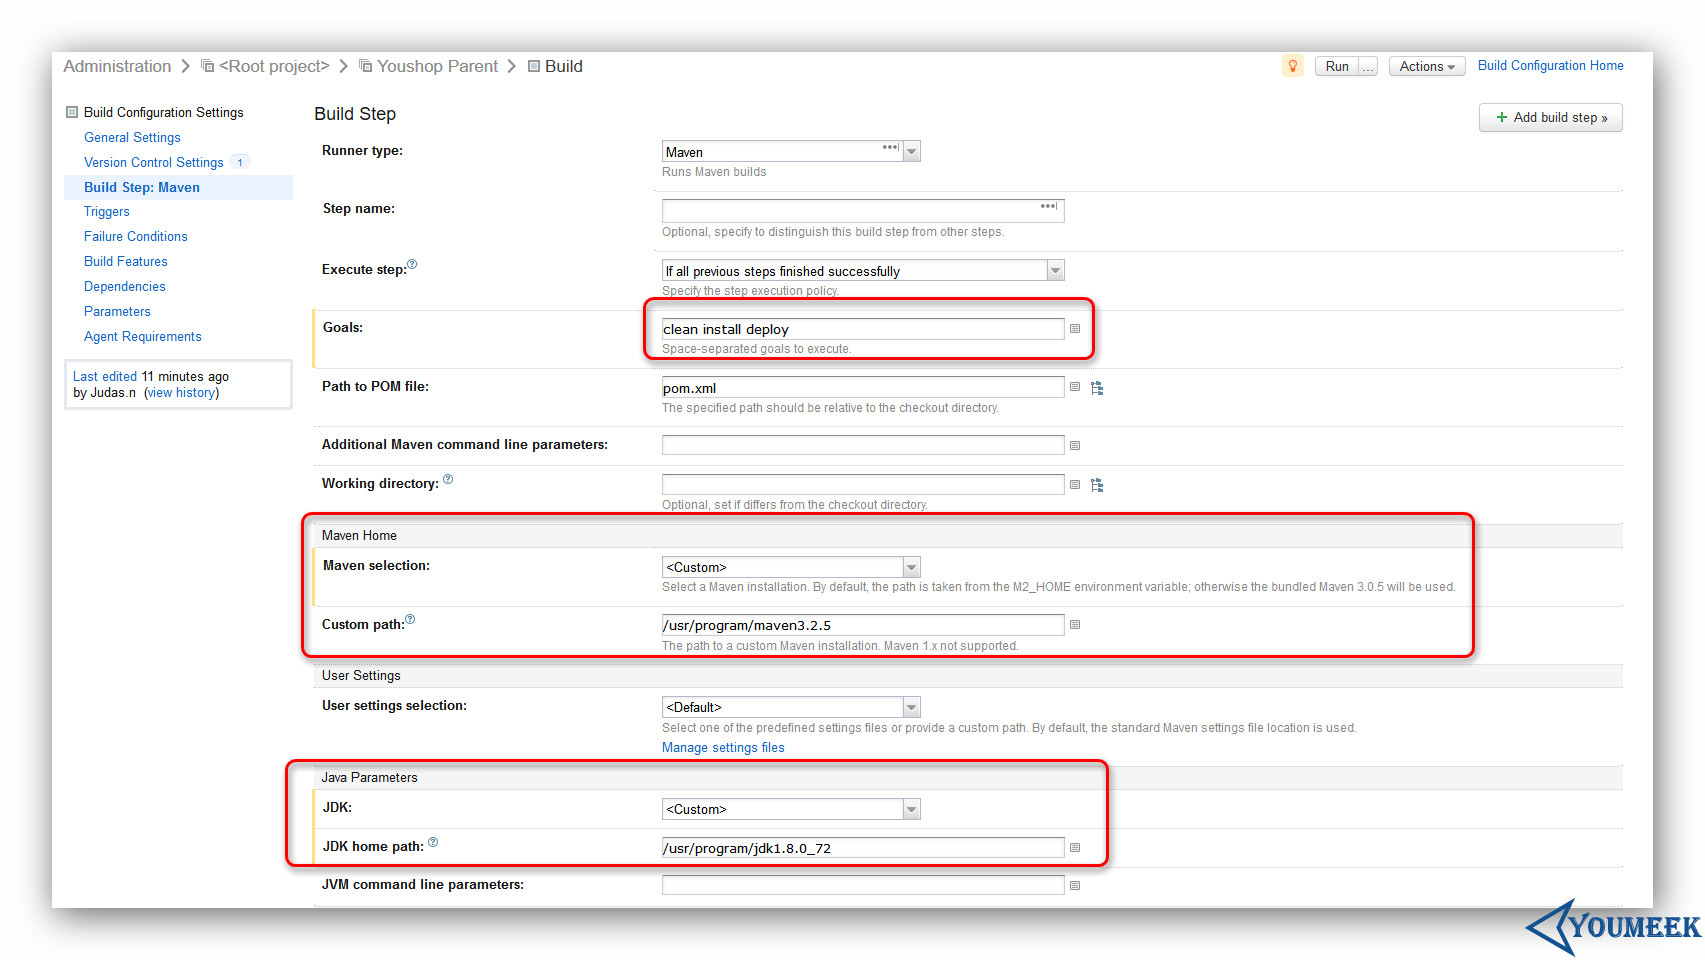 Administration > <Root project> > Youshop Parent > Build
Run ... Actions Build Configuration Home
Build Configuration Settings
General Settings
Version Control Settings 1
Build Step: Maven
Triggers
Failure Conditions
Build Features
Dependencies
Parameters
Agent Requirements
Last edited 11 minutes ago
by Judas.n (view history)
Build Step
+ Add build step »
Runner type: Maven
Runs Maven builds
Step name:
Optional, specify to distinguish this build step from other steps.
Execute step: If all previous steps finished successfully
Specify the step execution policy.
Goals: clean install deploy
Space-separated goals to execute.
Path to POM file: pom.xml
The specified path should be relative to the checkout directory.
Additional Maven command line parameters:
Working directory:
Optional, set if differs from the checkout directory.
Maven Home
Maven selection: <Custom>
Select a Maven installation. By default, the path is taken from the M2_HOME environment variable; otherwise the bundled Maven 3.0.5 will be used.
Custom path: /usr/program/maven3.2.5
The path to a custom Maven installation. Maven 1.x not supported.
User Settings
User settings selection: <Default>
Select one of the predefined settings files or provide a custom path. By default, the standard Maven settings file location is used.
Manage settings files
Java Parameters
JDK: <Custom>
JDK home path: /usr/program/jdk1.8.0_72
JVM command line parameters:
YOUMEEK